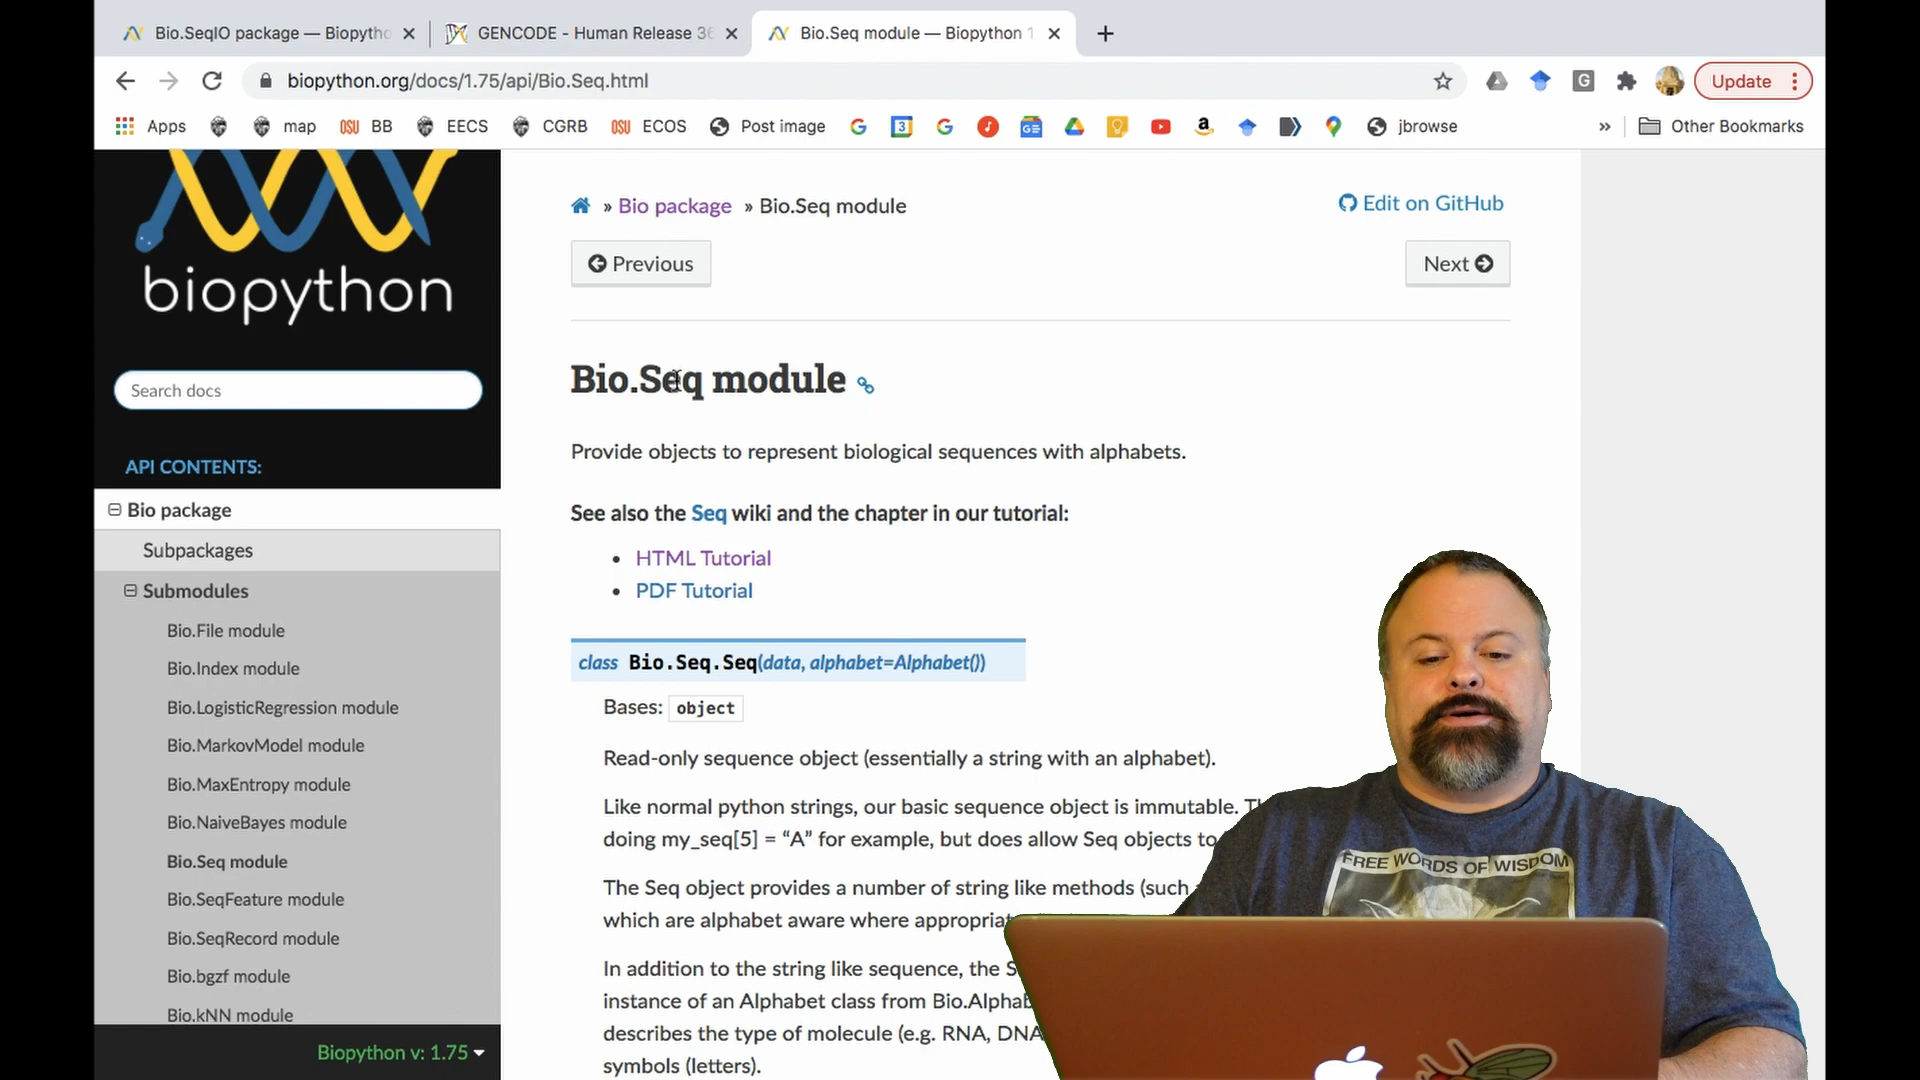 Bio.SeqIO package — Biopytho
GENCODE - Human Release 36
Bio.Seq module — Biopython 1
biopython.org/docs/1.75/api/Bio.Seq.html
Update
Apps
map
OSU BB
EECS
CGRB
OSU ECOS
Post image
jbrowse
» Other Bookmarks
biopython
Search docs
API CONTENTS:
Bio package
Subpackages
Submodules
Bio.File module
Bio.Index module
Bio.LogisticRegression module
Bio.MarkovModel module
Bio.MaxEntropy module
Bio.NaiveBayes module
Bio.Seq module
Bio.SeqFeature module
Bio.SeqRecord module
Bio.bgzf module
Bio.kNN module
Biopython v: 1.75
» Bio package » Bio.Seq module
Edit on GitHub
Previous
Next
Bio.Seq module
Provide objects to represent biological sequences with alphabets.
See also the Seq wiki and the chapter in our tutorial:
• HTML Tutorial
• PDF Tutorial
class Bio.Seq.Seq(data, alphabet=Alphabet())
Bases: object
Read-only sequence object (essentially a string with an alphabet).
Like normal python strings, our basic sequence object is immutable.
doing my_seq[5] = “A” for example, but does allow Seq objects to
The Seq object provides a number of string like methods (such
which are alphabet aware where appropriat
In addition to the string like sequence, the S
instance of an Alphabet class from Bio.Alphab
describes the type of molecule (e.g. RNA, DNA
symbols (letters).
FREE WORDS OF WISDOM